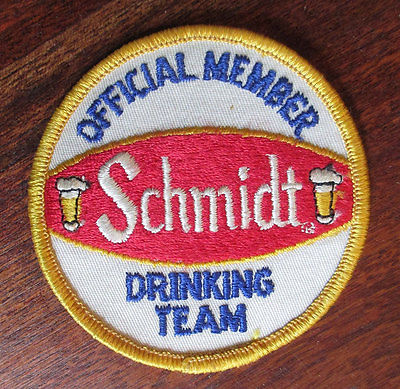 OFFICIAL MEMBER
Schmidt ®
DRINKING
TEAM